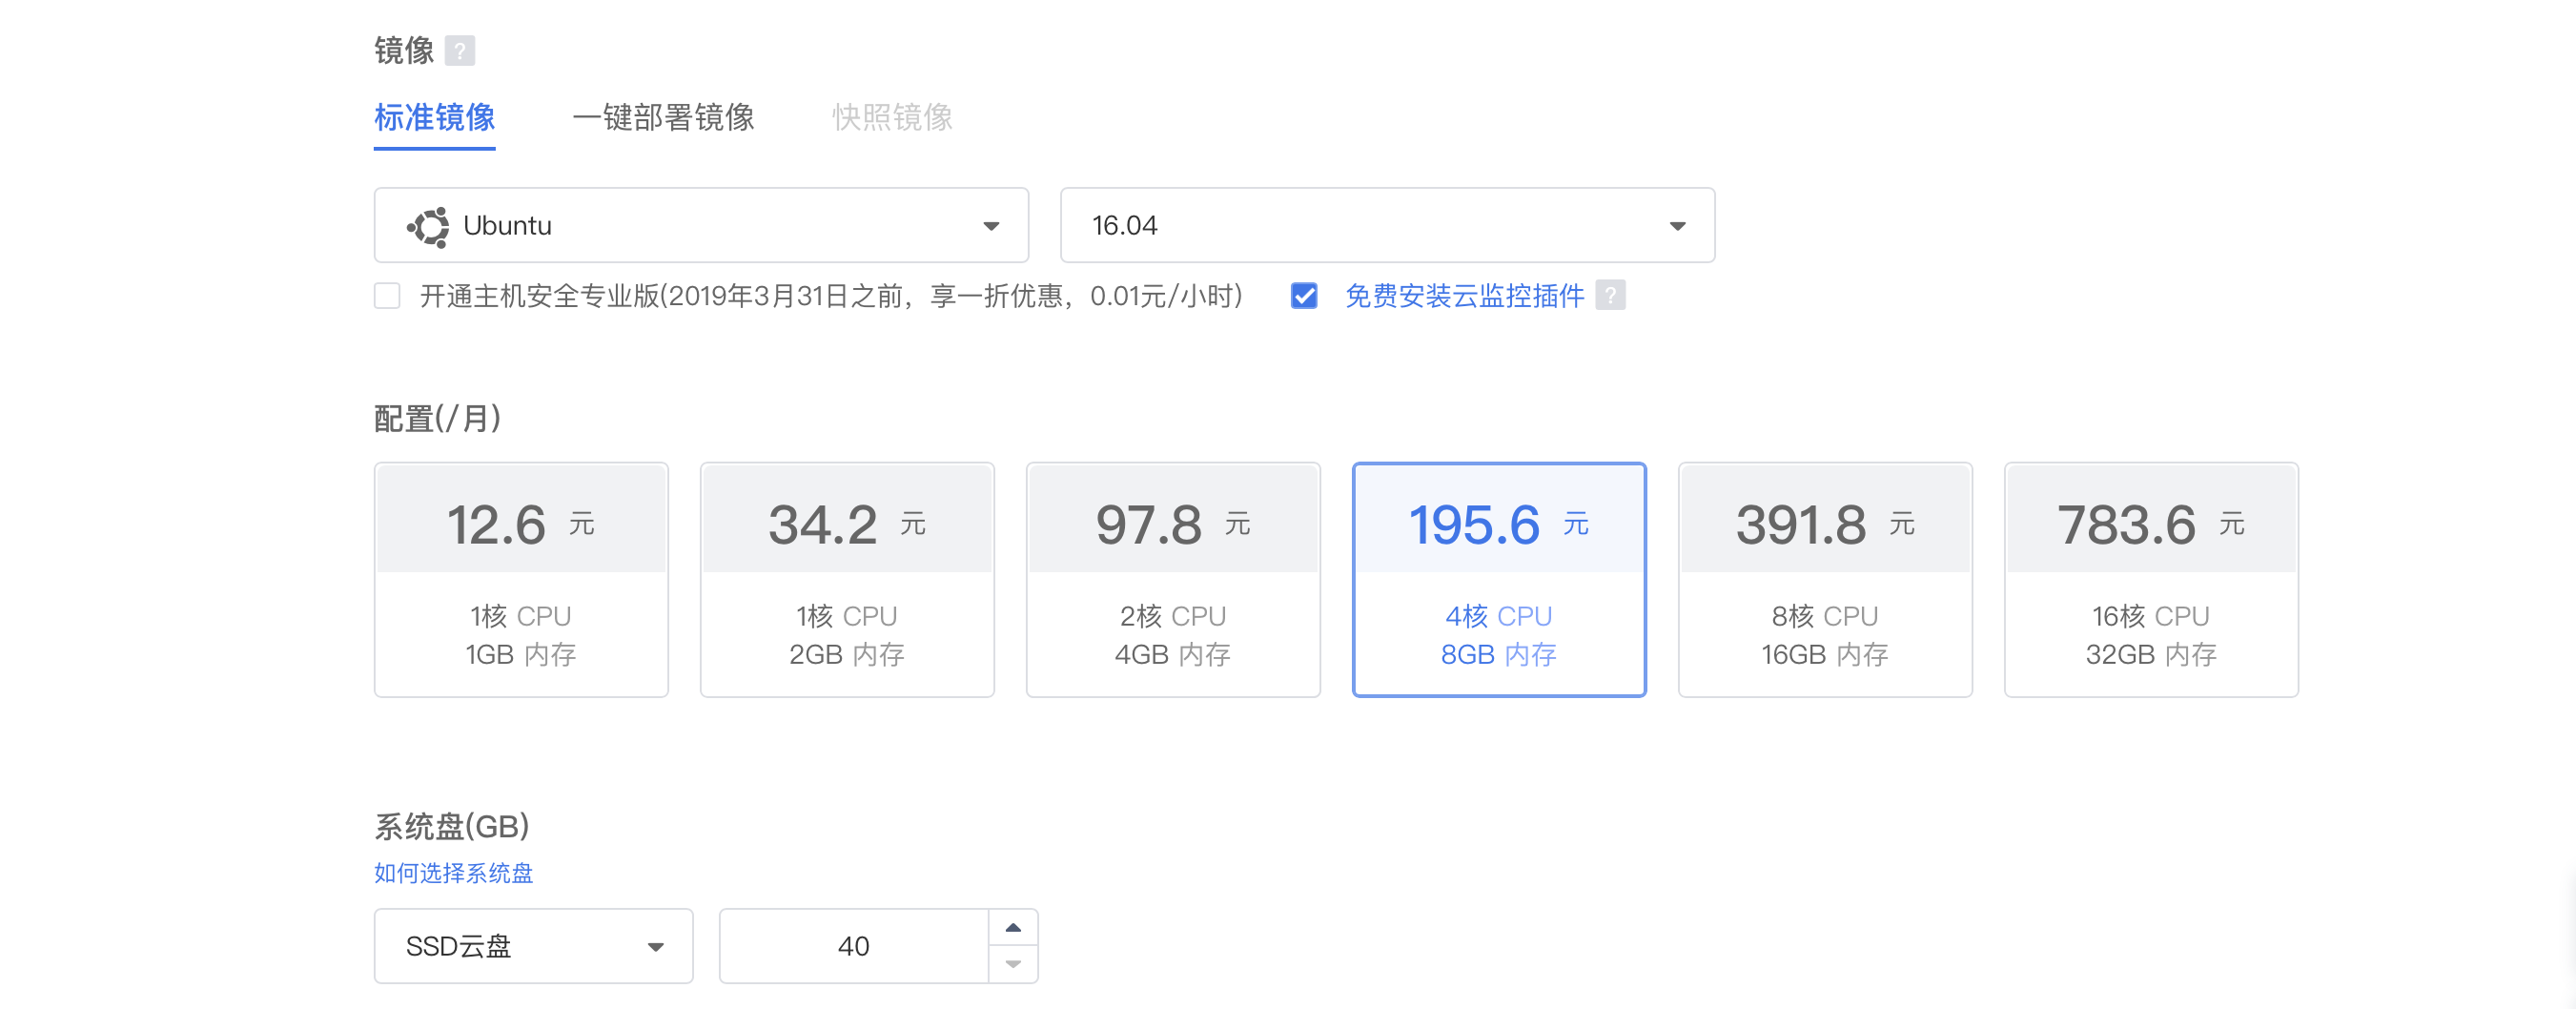 镜像 ?
标准镜像 一键部署镜像 快照镜像
Ubuntu 16.04
开通主机安全专业版(2019年3月31日之前，享一折优惠，0.01元/小时) 免费安装云监控插件 ?
配置(/月)
12.6 元 34.2 元 97.8 元 195.6 元 391.8 元 783.6 元
1核 CPU 1核 CPU 2核 CPU 4核 CPU 8核 CPU 16核 CPU
1GB 内存 2GB 内存 4GB 内存 8GB 内存 16GB 内存 32GB 内存
系统盘(GB)
如何选择系统盘
SSD云盘 40